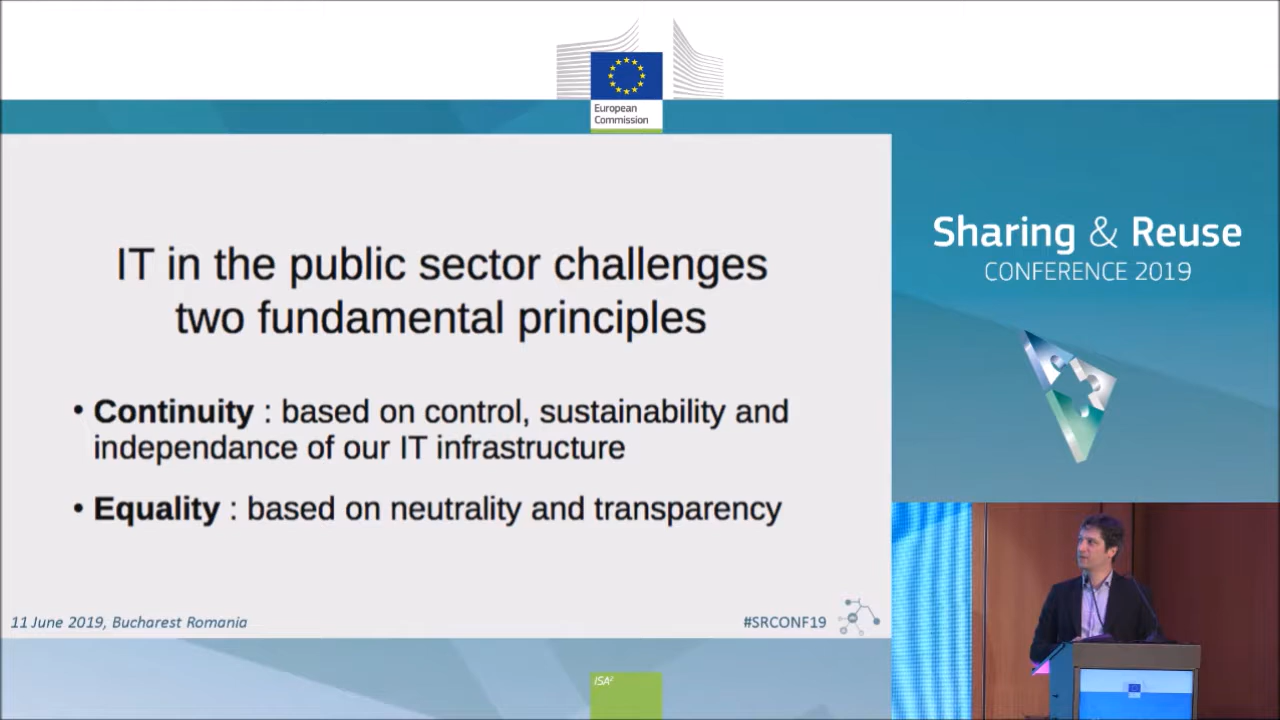 European
Commission
IT in the public sector challenges
two fundamental principles
• Continuity : based on control, sustainability and
independance of our IT infrastructure
• Equality : based on neutrality and transparency
11 June 2019, Bucharest Romania
#SRCONF19
Sharing & Reuse
CONFERENCE 2019
ISA²